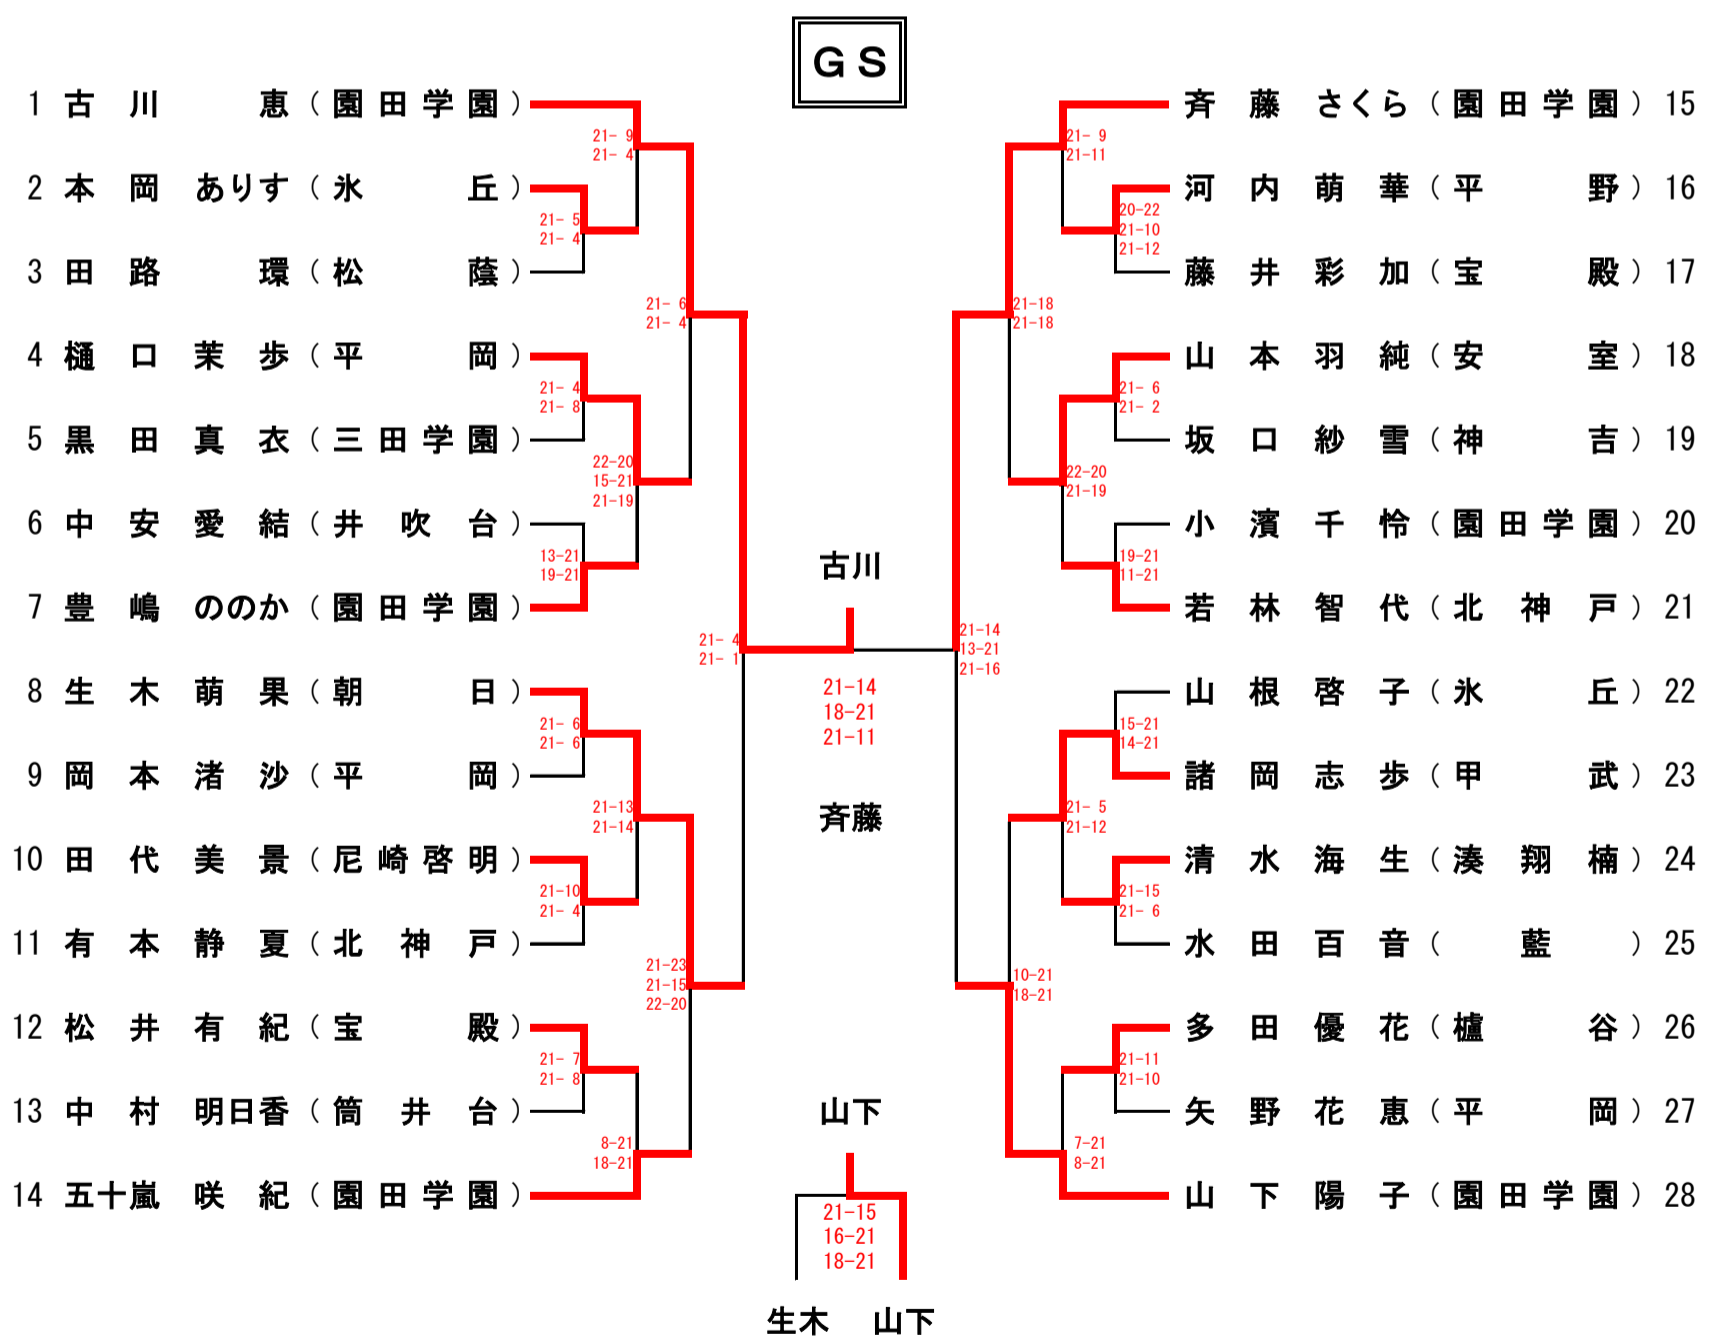 GS
1 古川 恵(園田学園)
21- 9
21- 4
2 本岡 ありす(氷丘)
21- 5
21- 4
3 田路 環(松蔭)
21- 6
21- 4
4 樋口茉歩(平岡)
21- 4
21- 8
5 黒田真衣(三田学園)
22-20
15-21
21-19
6 中安愛結(井吹台)
13-21
19-21
7 豊嶋 ののか(園田学園)
21- 4
21- 1
8 生木萌果(朝日)
21- 6
21- 6
9 岡本渚沙(平岡)
21-13
21-14
10 田代美景(尼崎啓明)
21-10
21- 4
11 有本静夏(北神戸)
21-23
21-15
22-20
12 松井有紀(宝殿)
21- 7
21- 8
13 中村 明日香(筒井台)
8-21
18-21
14 五十嵐 咲紀(園田学園)
古川
21-14
18-21
21-11
斉藤
山下
21-15
16-21
18-21
生木 山下
斉藤 さくら(園田学園) 15
21- 9
21-11
河内萌華(平野) 16
20-22
21-10
21-12
藤井彩加(宝殿) 17
21-18
21-18
山本羽純(安室) 18
21- 6
21- 2
坂口紗雪(神吉) 19
22-20
21-19
小濱千怜(園田学園) 20
19-21
11-21
若林智代(北神戸) 21
21-14
13-21
21-16
山根啓子(氷丘) 22
15-21
14-21
諸岡志歩(甲武) 23
21- 5
21-12
清水海生(湊翔楠) 24
21-15
21- 6
水田百音(藍) 25
10-21
18-21
多田優花(櫨谷) 26
21-11
21-10
矢野花恵(平岡) 27
7-21
8-21
山下陽子(園田学園) 28